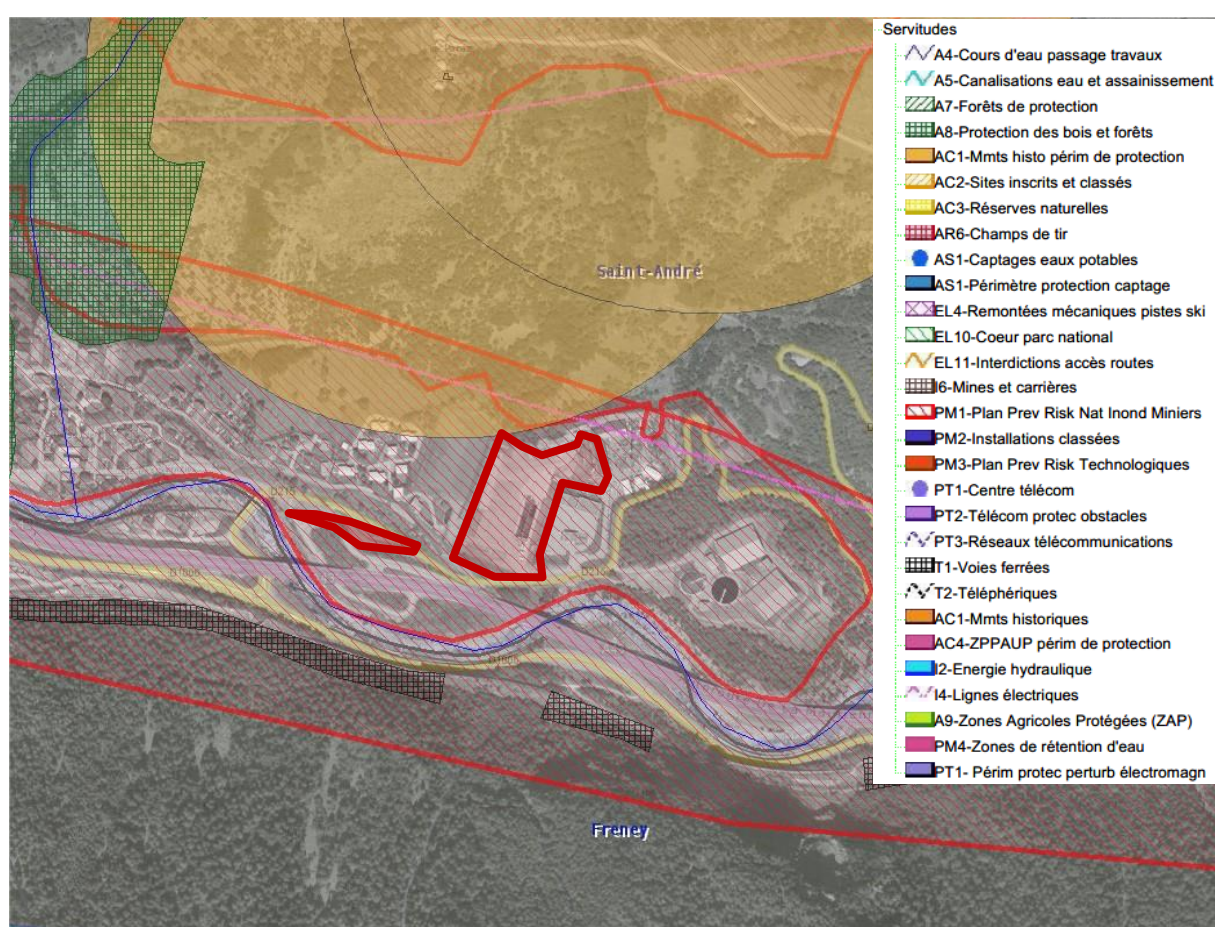 Servitudes
A4-Cours d'eau passage travaux
A5-Canalisations eau et assainissement
A7-Forêts de protection
A8-Protection des bois et forêts
AC1-Mmts histo périm de protection
AC2-Sites inscrits et classés
AC3-Réserves naturelles
AR6-Champs de tir
AS1-Captages eaux potables
AS1-Périmètre protection captage
EL4-Remontées mécaniques pistes ski
EL10-Coeur parc national
EL11-Interdictions accès routes
I6-Mines et carrières
PM1-Plan Prev Risk Nat Inond Miniers
PM2-Installations classées
PM3-Plan Prev Risk Technologiques
PT1-Centre télécom
PT2-Télécom protec obstacles
PT3-Réseaux télécommunications
T1-Voies ferrées
T2-Téléphériques
AC1-Mmts historiques
AC4-ZPPAUP périm de protection
I2-Energie hydraulique
I4-Lignes électriques
A9-Zones Agricoles Protégées (ZAP)
PM4-Zones de rétention d'eau
PT1- Périm protec perturb électromagn
Saint-André
D215
D1006
D1006
Freney